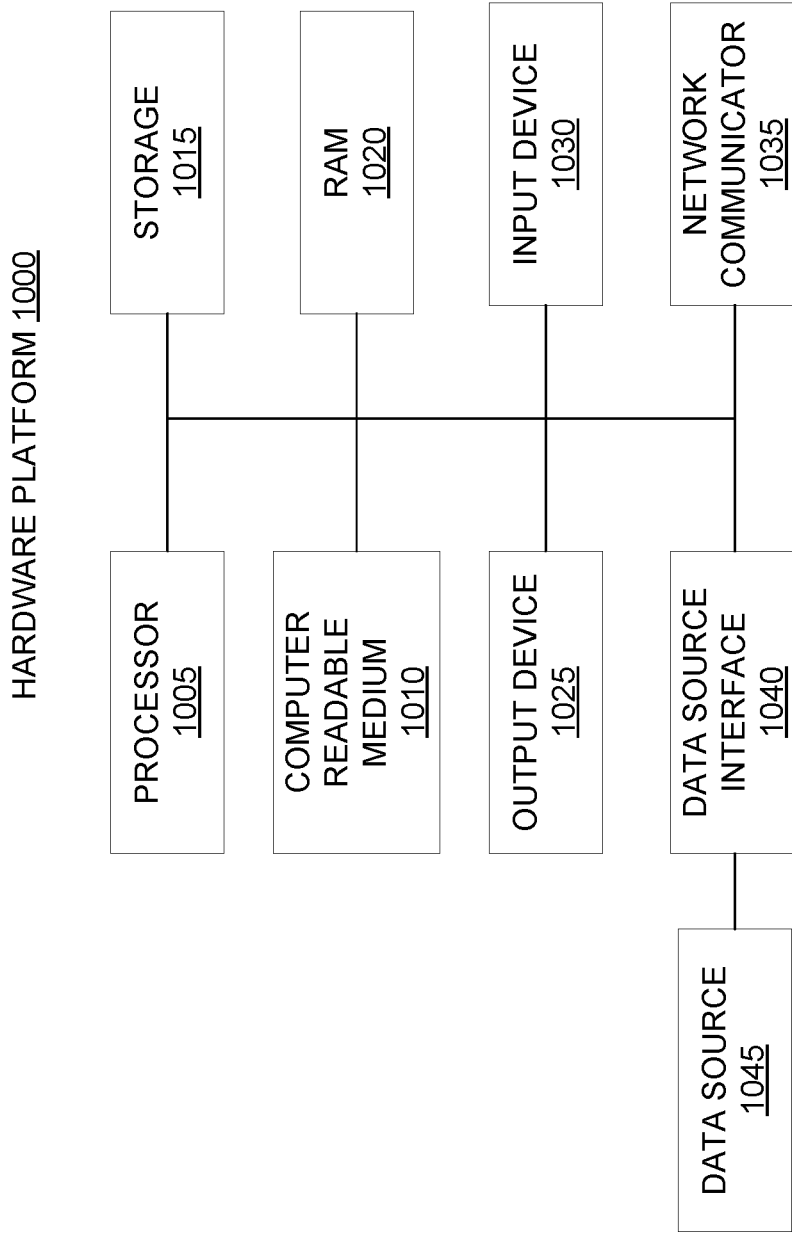 HARDWARE PLATFORM 1000
PROCESSOR
1005
STORAGE
1015
COMPUTER
READABLE
MEDIUM
1010
RAM
1020
OUTPUT DEVICE
1025
INPUT DEVICE
1030
DATA SOURCE
1045
DATA SOURCE
INTERFACE
1040
NETWORK
COMMUNICATOR
1035